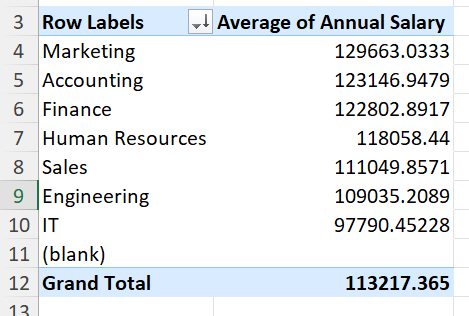 3 Row Labels Average of Annual Salary
4 Marketing 129663.0333
5 Accounting 123146.9479
6 Finance 122802.8917
7 Human Resources 118058.44
8 Sales 111049.8571
9 Engineering 109035.2089
10 IT 97790.45228
11 (blank)
12 Grand Total 113217.365
13